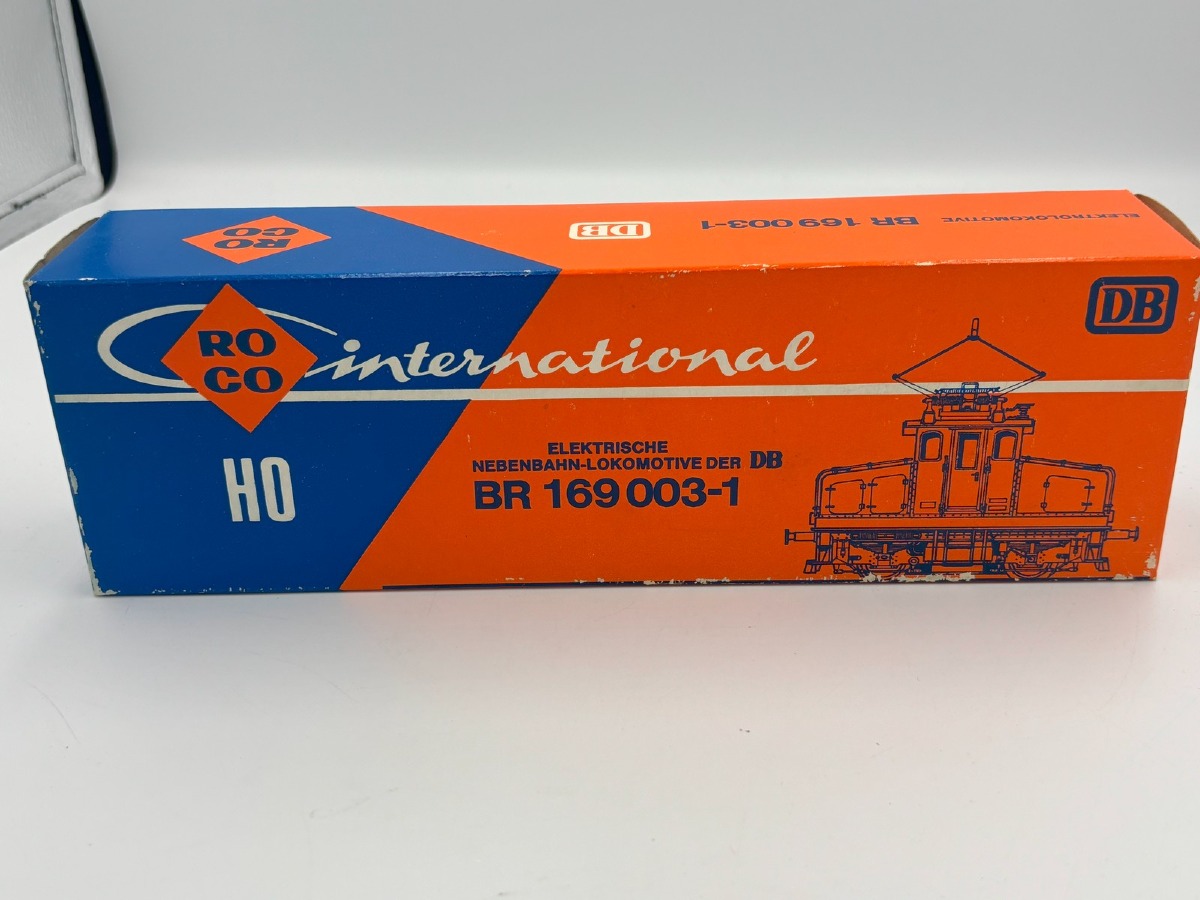 RO
CO
DB
BR 169 003-1
ELEKTROLOKOMOTIVE
RO
CO
international
DB
HO
ELEKTRISCHE
NEBENBAHN-LOKOMOTIVE DER DB
BR 169 003-1